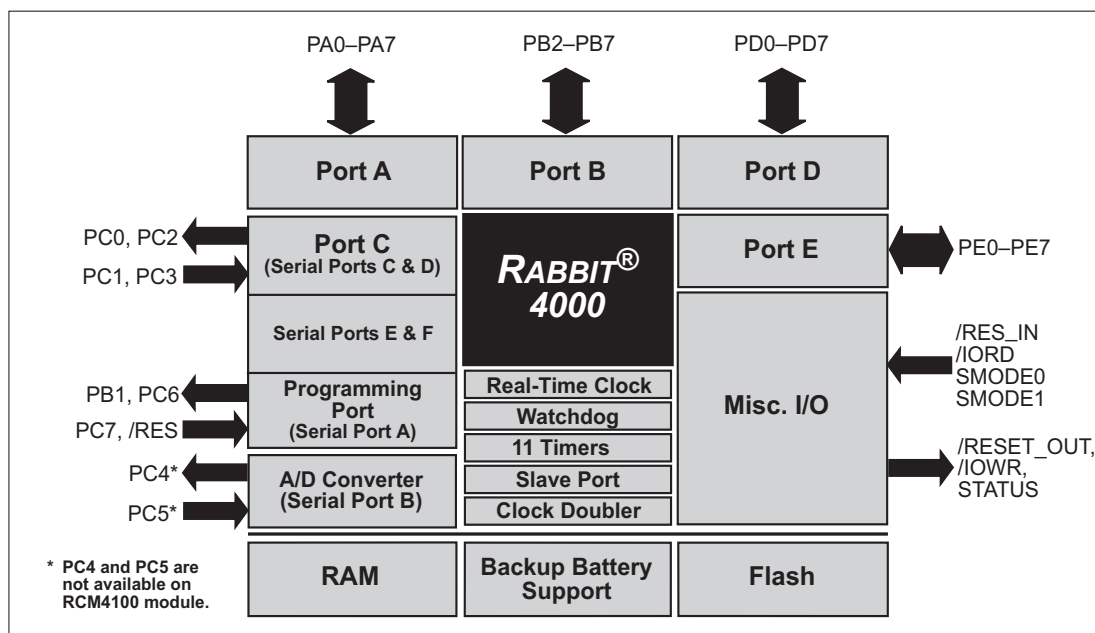 PA0–PA7
PB2–PB7
PD0–PD7
Port A
Port B
Port D
PC0, PC2
PC1, PC3
Port C
(Serial Ports C & D)
Serial Ports E & F
PB1, PC6
PC7, /RES
Programming
Port
(Serial Port A)
PC4*
PC5*
A/D Converter
(Serial Port B)
RABBIT®
4000
Real-Time Clock
Watchdog
11 Timers
Slave Port
Clock Doubler
Port E
PE0–PE7
Misc. I/O
/RES_IN
/IORD
SMODE0
SMODE1
/RESET_OUT,
/IOWR,
STATUS
* PC4 and PC5 are
not available on
RCM4100 module.
RAM
Backup Battery
Support
Flash